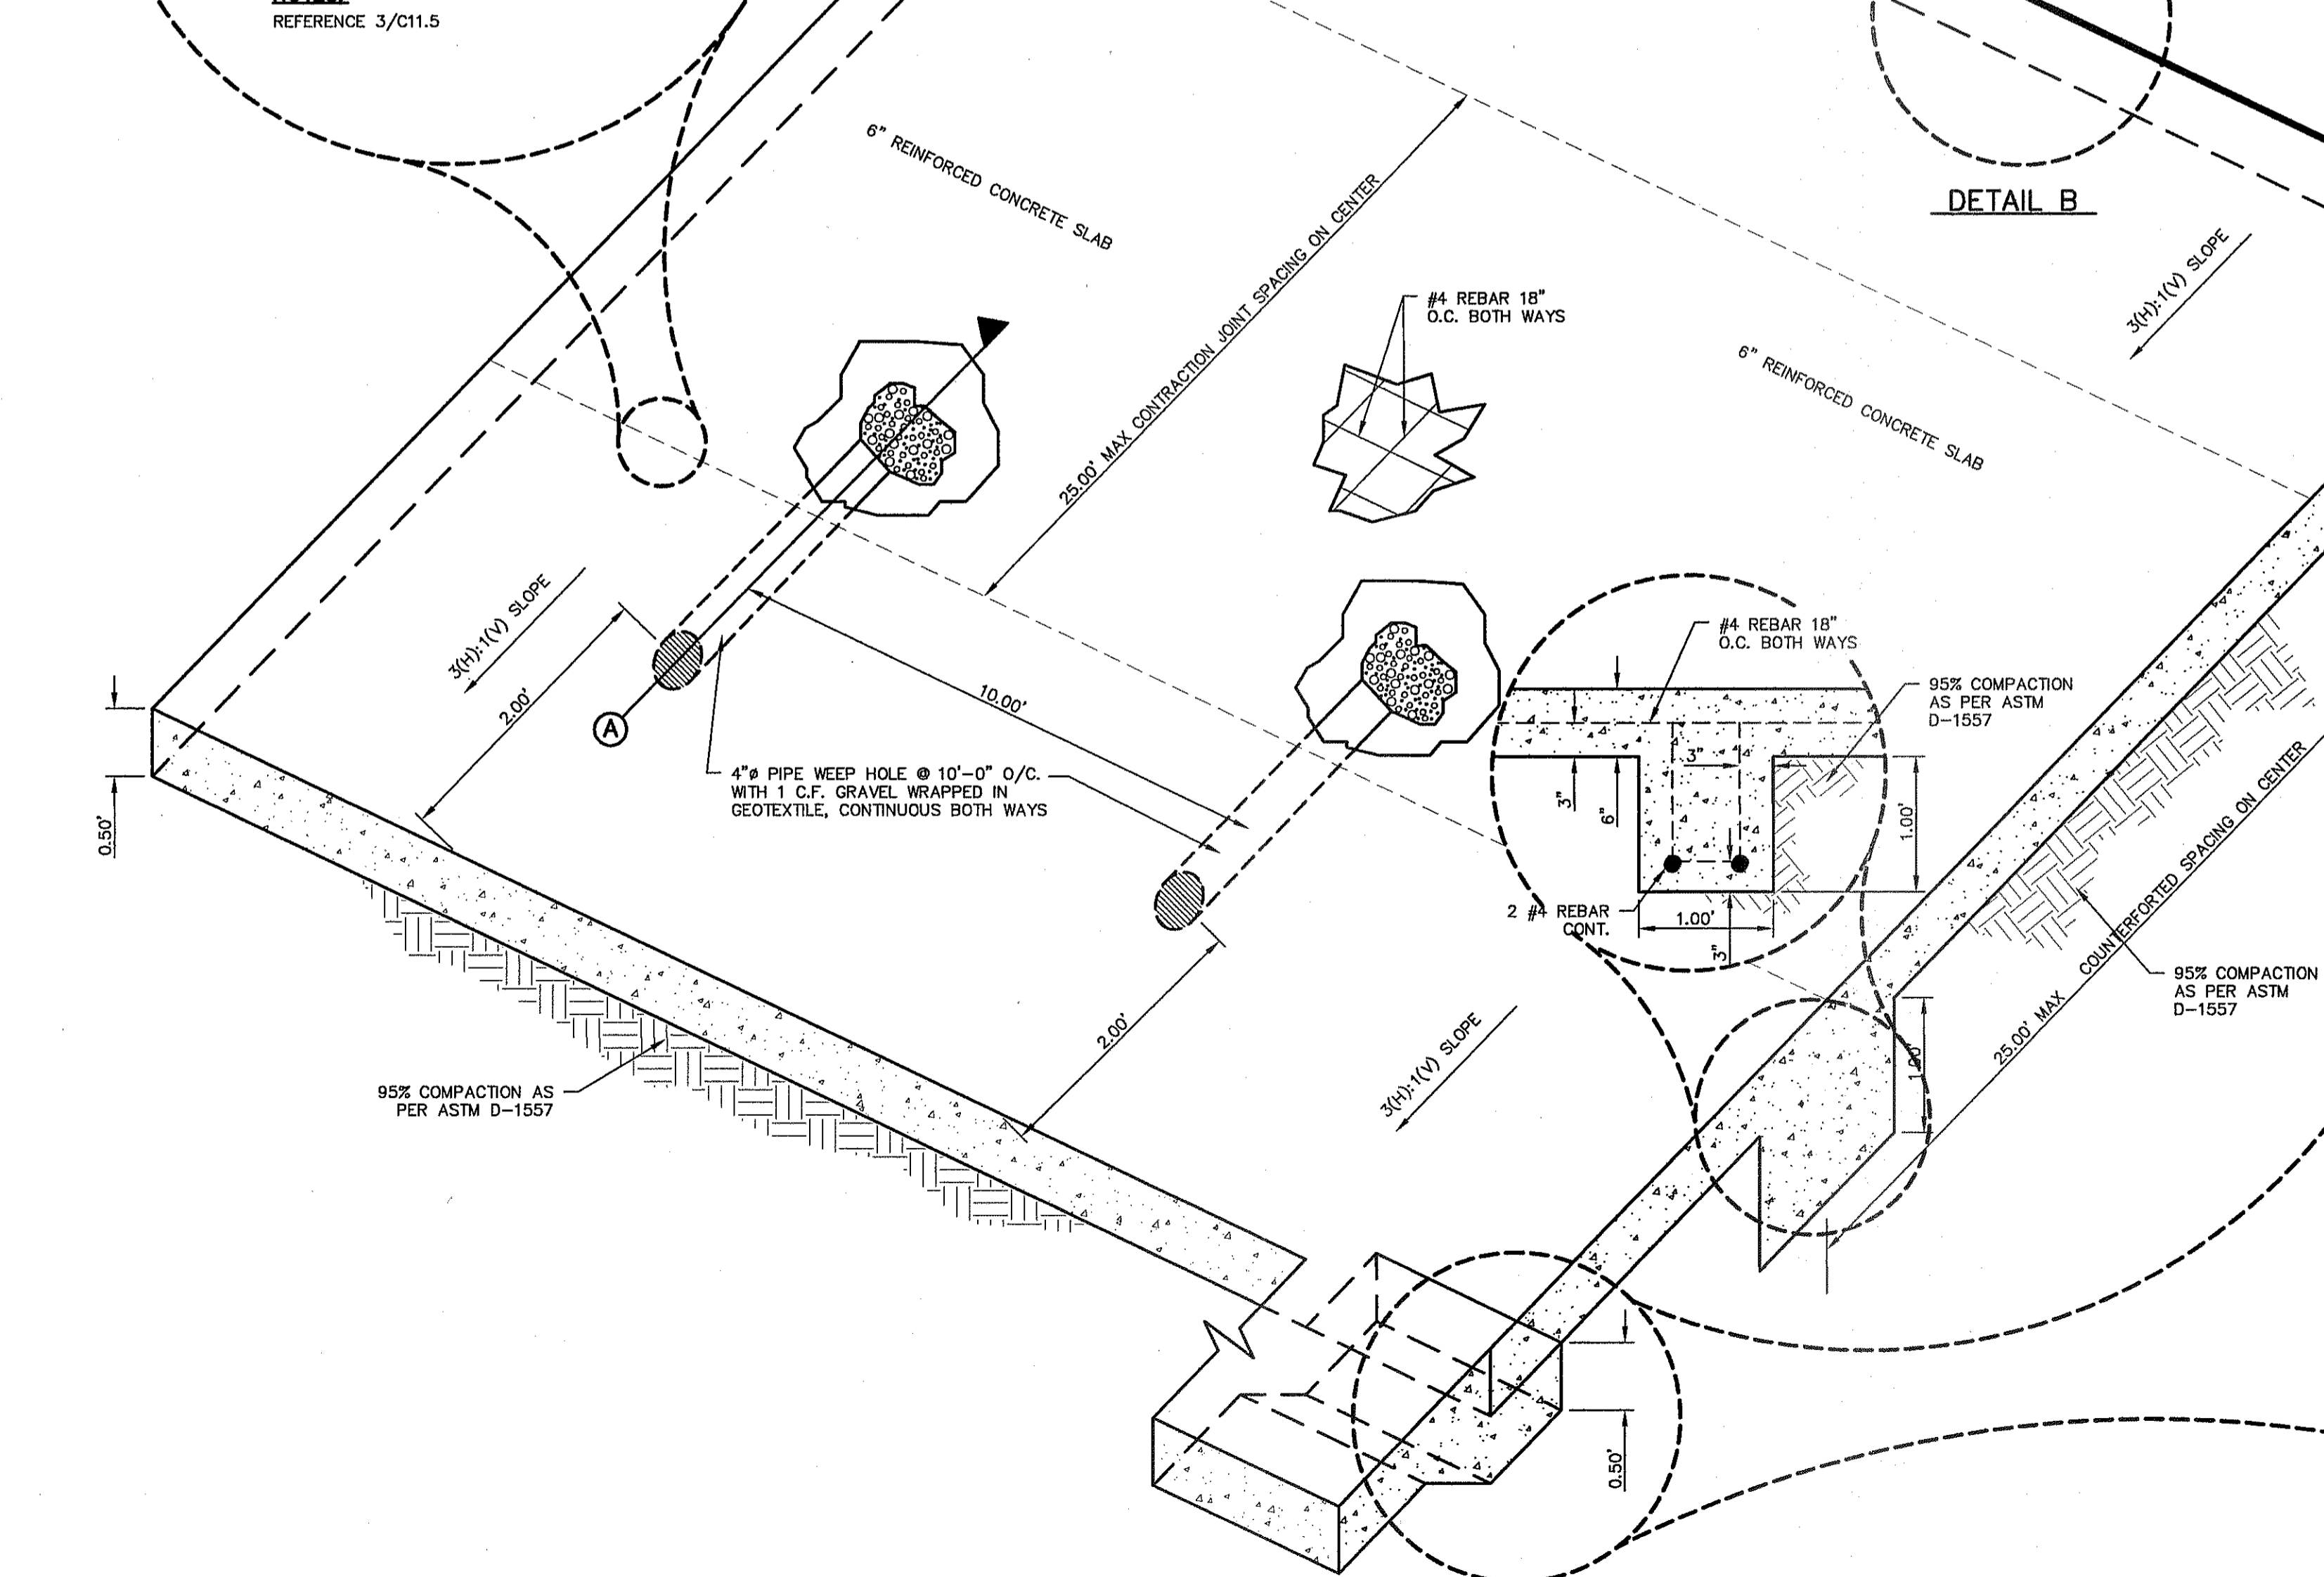 REFERENCE 3/C11.5
6" REINFORCED CONCRETE SLAB
25.00' MAX CONTRACTION JOINT SPACING ON CENTER
DETAIL B
3(H):1(V) SLOPE
#4 REBAR 18"
O.C. BOTH WAYS
6" REINFORCED CONCRETE SLAB
3(H):1(V) SLOPE
2.00'
A
10.00'
4"ø PIPE WEEP HOLE @ 10'-0" O/C.
WITH 1 C.F. GRAVEL WRAPPED IN
GEOTEXTILE, CONTINUOUS BOTH WAYS
0.50'
#4 REBAR 18"
O.C. BOTH WAYS
95% COMPACTION
AS PER ASTM
D-1557
3"
3"
6"
1.00'
2 #4 REBAR
CONT.
1.00'
3"
25.00' MAX COUNTERFORTED SPACING ON CENTER
95% COMPACTION
AS PER ASTM
D-1557
2.00'
3(H):1(V) SLOPE
1.00'
95% COMPACTION AS
PER ASTM D-1557
0.50'